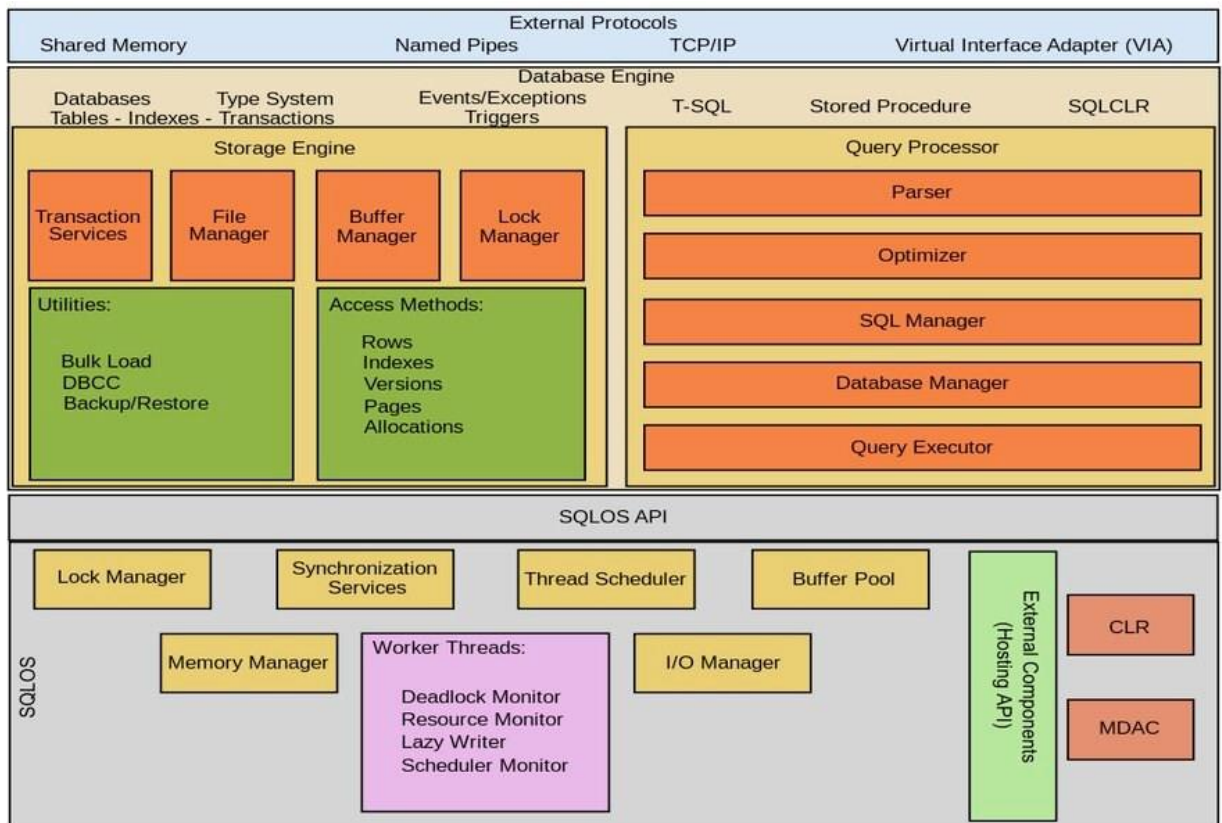 External Protocols
Shared Memory Named Pipes TCP/IP Virtual Interface Adapter (VIA)
Database Engine
Databases Type System Events/Exceptions T-SQL Stored Procedure SQLCLR
Tables - Indexes - Transactions Triggers
Storage Engine
Transaction
Services
File
Manager
Buffer
Manager
Lock
Manager
Utilities:
Bulk Load
DBCC
Backup/Restore
Access Methods:
Rows
Indexes
Versions
Pages
Allocations
Query Processor
Parser
Optimizer
SQL Manager
Database Manager
Query Executor
SQLOS API
SQLOS
Lock Manager
Synchronization
Services
Thread Scheduler
Buffer Pool
Memory Manager
Worker Threads:
Deadlock Monitor
Resource Monitor
Lazy Writer
Scheduler Monitor
I/O Manager
External Components
(Hosting API)
CLR
MDAC